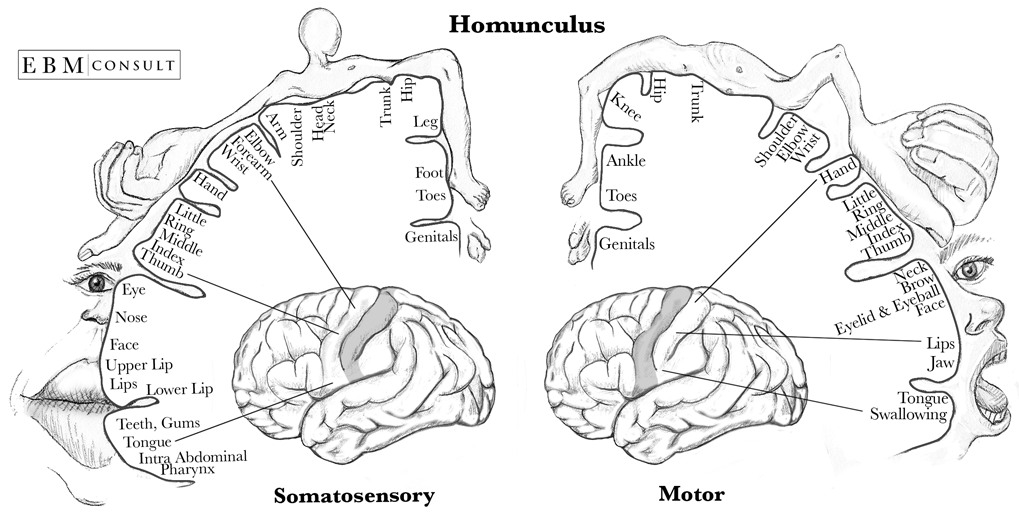 Homunculus
EBM CONSULT
Hip
Trunk
Neck
Head
Shoulder
Arm
Elbow
Forearm
Wrist
Hand
Little
Ring
Middle
Index
Thumb
Eye
Nose
Face
Upper Lip
Lips
Lower Lip
Teeth, Gums
Tongue
Intra Abdominal
Pharynx
Leg
Foot
Toes
Genitals
Somatosensory
Knee
Hip
Trunk
Shoulder
Elbow
Wrist
Hand
Little
Ring
Middle
Index
Thumb
Neck
Brow
Eyelid & Eyeball
Face
Lips
Jaw
Tongue
Swallowing
Ankle
Toes
Genitals
Motor